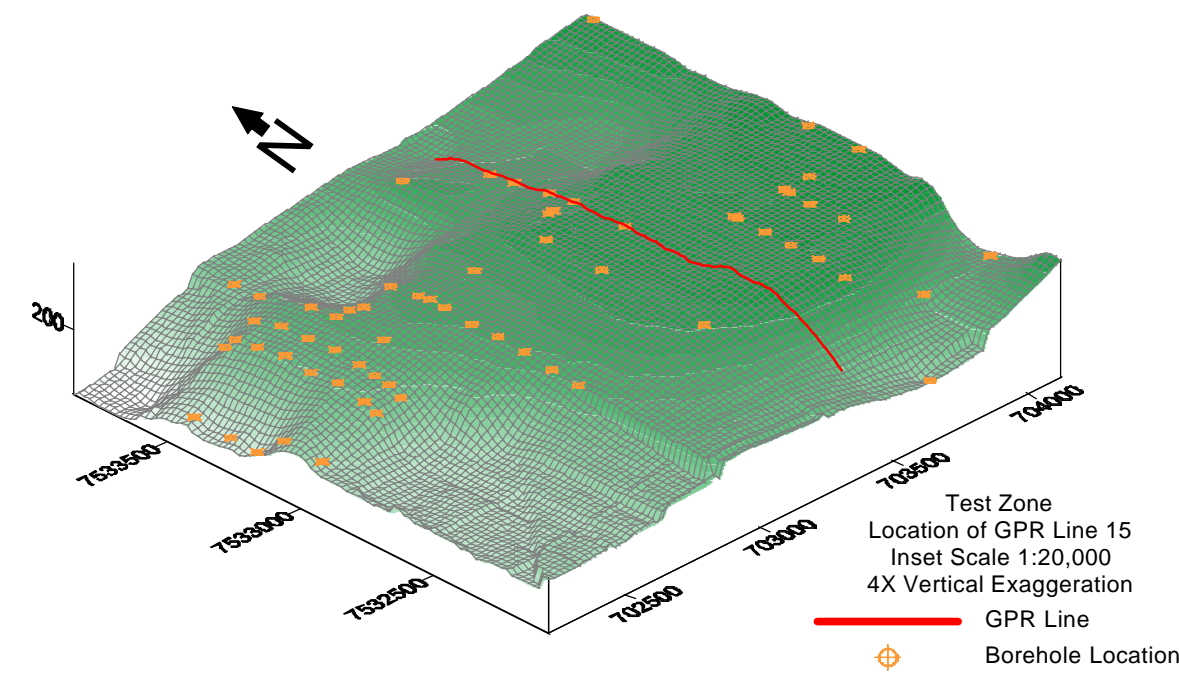 N
200
7533500
7533000
7532500
702500
703000
703500
704000
Test Zone
Location of GPR Line 15
Inset Scale 1:20,000
4X Vertical Exaggeration
GPR Line
Borehole Location